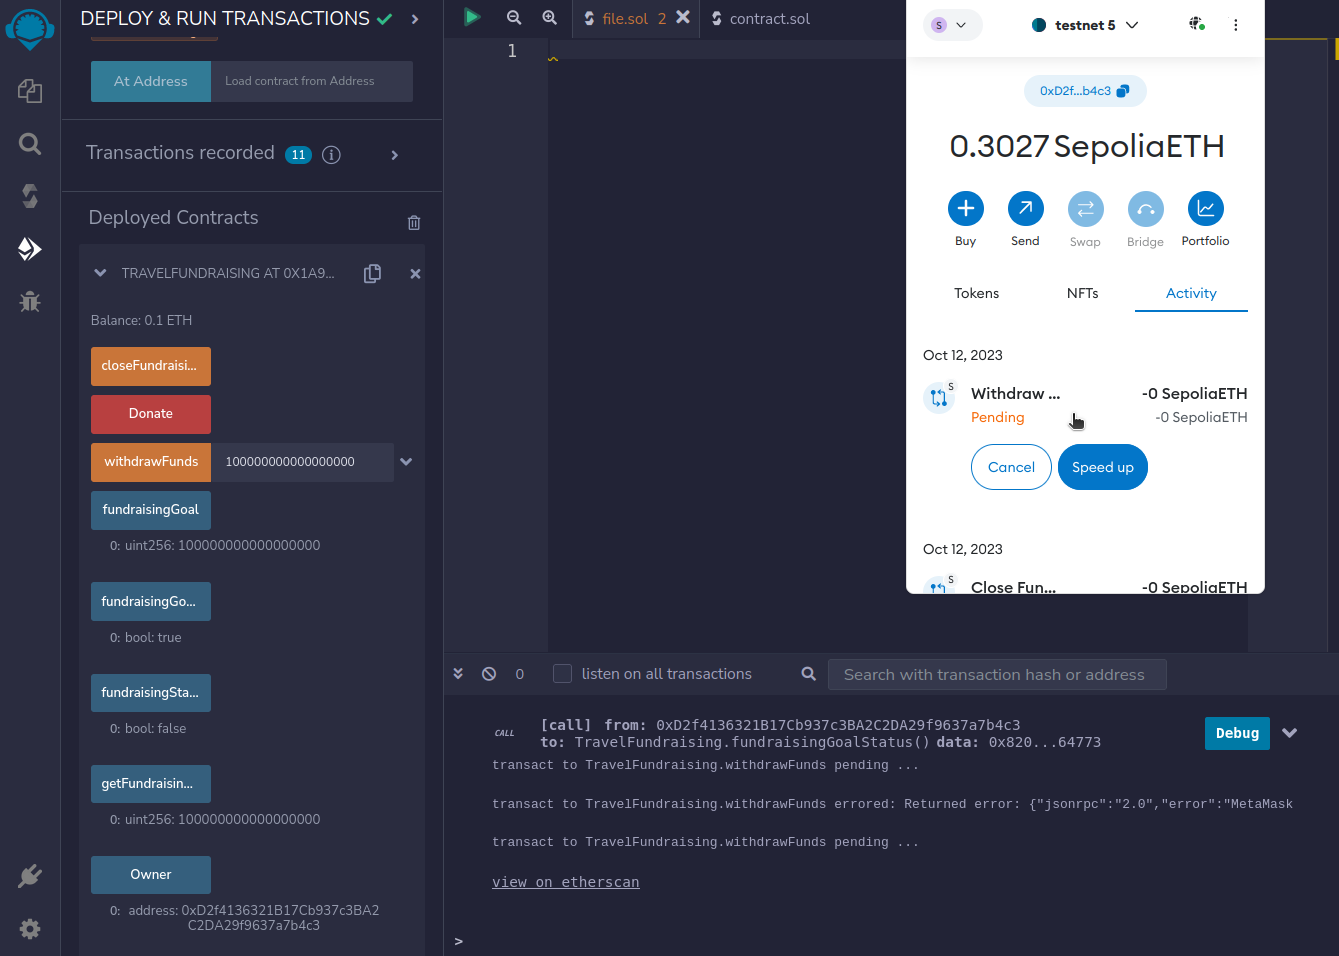 DEPLOY & RUN TRANSACTIONS
At Address
Load contract from Address
Transactions recorded 11
Deployed Contracts
TRAVELFUNDRAISING AT 0X1A9...
Balance: 0.1 ETH
closeFundraisi...
Donate
withdrawFunds 100000000000000000
fundraisingGoal
0: uint256: 100000000000000000
fundraisingGo...
0: bool: true
fundraisingSta...
0: bool: false
getFundraisin...
0: uint256: 100000000000000000
Owner
0: address: 0xD2f4136321B17Cb937c3BA2
C2DA29f9637a7b4c3
file.sol 2
contract.sol
1
S
testnet 5
0xD2f...b4c3
0.3027 SepoliaETH
Buy
Send
Swap
Bridge
Portfolio
Tokens
NFTs
Activity
Oct 12, 2023
S
Withdraw ... -0 SepoliaETH
Pending -0 SepoliaETH
Cancel
Speed up
Oct 12, 2023
S
Close Fun... -0 SepoliaETH
0
listen on all transactions
Search with transaction hash or address
CALL
[call] from: 0xD2f4136321B17Cb937c3BA2C2DA29f9637a7b4c3
to: TravelFundraising.fundraisingGoalStatus() data: 0x820...64773
Debug
transact to TravelFundraising.withdrawFunds pending ...
transact to TravelFundraising.withdrawFunds errored: Returned error: {"jsonrpc":"2.0","error":"MetaMask
transact to TravelFundraising.withdrawFunds pending ...
view on etherscan
>